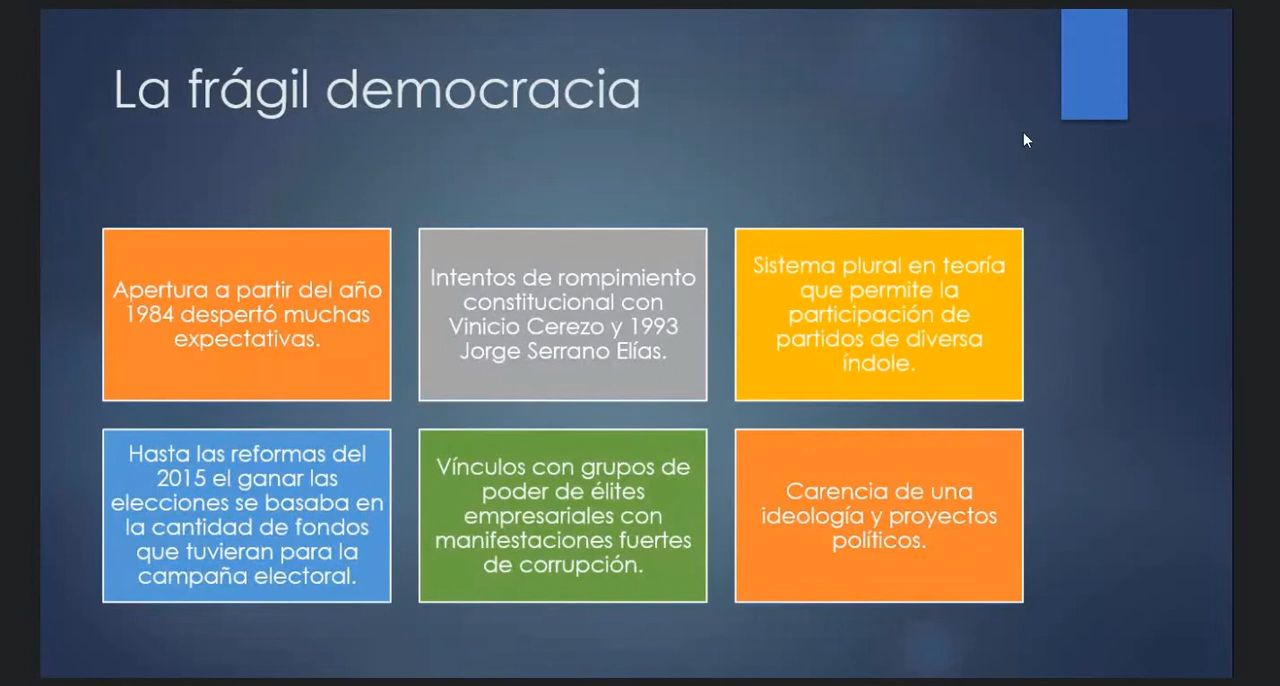 La frágil democracia
Apertura a partir del año
1984 despertó muchas
expectativas.
Intentos de rompimiento
constitucional con
Vinicio Cerezo y 1993
Jorge Serrano Elías.
Sistema plural en teoría
que permite la
participación de
partidos de diversa
índole.
Hasta las reformas del
2015 el ganar las
elecciones se basaba en
la cantidad de fondos
que tuvieran para la
campaña electoral.
Vínculos con grupos de
poder de élites
empresariales con
manifestaciones fuertes
de corrupción.
Carencia de una
ideología y proyectos
políticos.